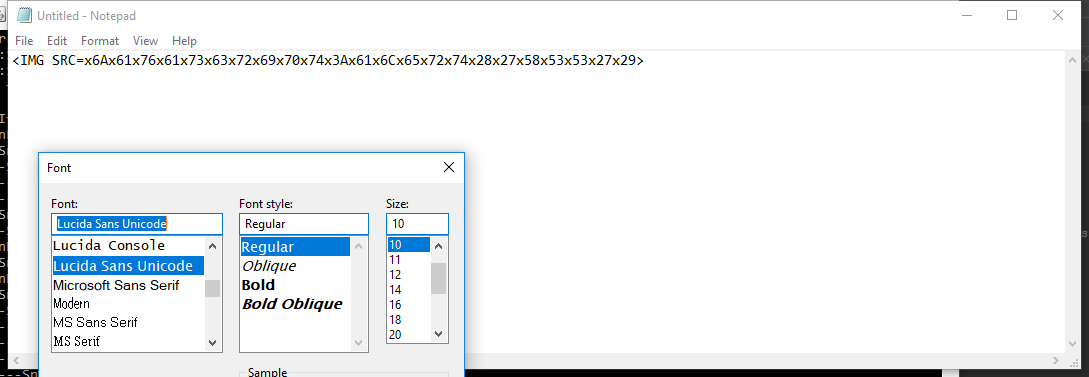 Untitled - Notepad
File Edit Format View Help
<IMG SRC=x6Ax61x76x61x73x63x72x69x70x74x3Ax61x6Cx65x72x74x28x27x58x53x53x27x29>
Font
Font: Font style: Size:
Lucida Sans Unicode Regular 10
Lucida Console Regular 10
Lucida Sans Unicode Oblique 11
Microsoft Sans Serif Bold 12
Modern Bold Oblique 14
MS Sans Serif 16
MS Serif 18
20
Sample